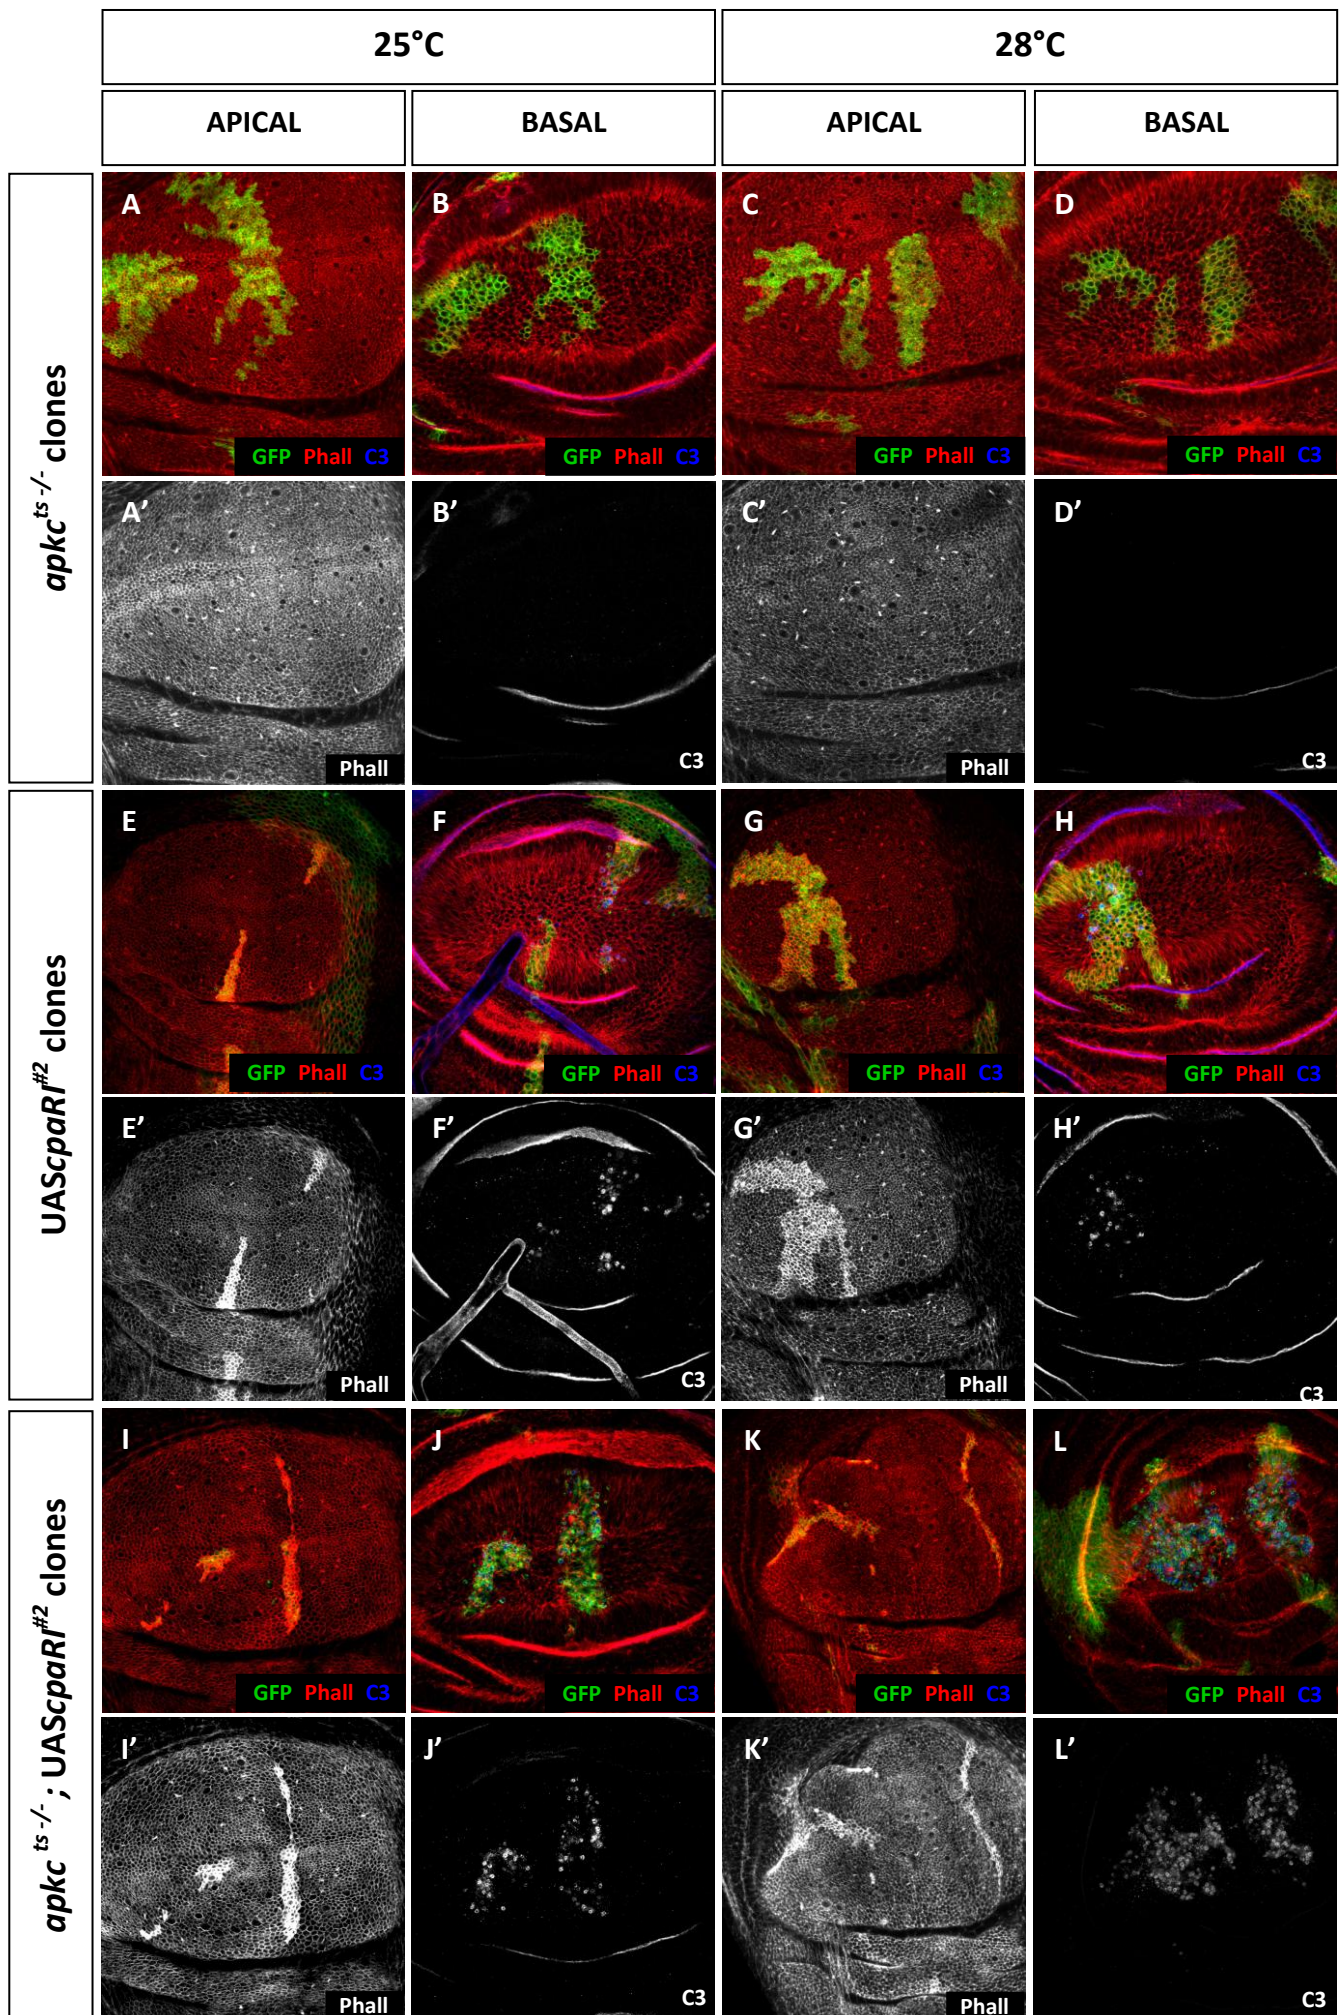 25°C 28°C
APICAL BASAL APICAL BASAL
apkc ts -/- clones
A B C D
GFP Phall C3 GFP Phall C3 GFP Phall C3 GFP Phall C3
A’ B’ C’ D’
Phall C3 Phall C3
UAScpaRI#2 clones
E F G H
GFP Phall C3 GFP Phall C3 GFP Phall C3 GFP Phall C3
E’ F’ G’ H’
Phall C3 Phall C3
apkc ts -/- ; UAScpaRI#2 clones
I J K L
GFP Phall C3 GFP Phall C3 GFP Phall C3 GFP Phall C3
I’ J’ K’ L’
Phall C3 Phall C3